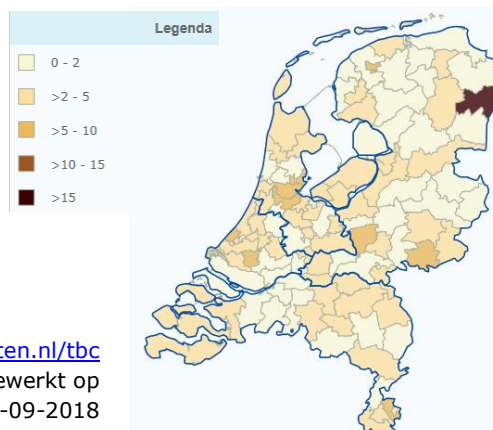 Legenda
0 - 2
>2 - 5
>5 - 10
>10 - 15
>15
ten.nl/tbc
ewerkt op
-09-2018